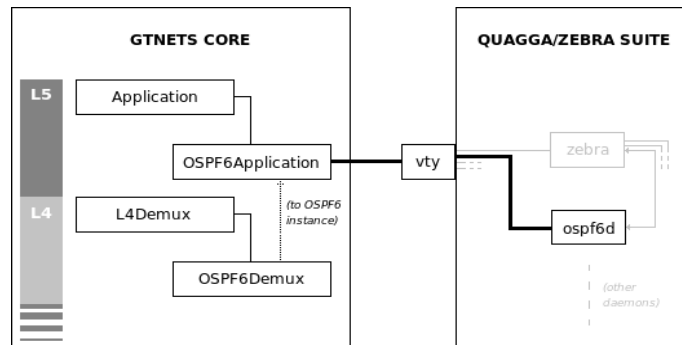 GTNETS CORE
QUAGGA/ZEBRA SUITE
L5
Application
OSPF6Application
vty
zebra
L4
L4Demux
(to OSPF6
instance)
ospf6d
OSPF6Demux
(other
daemons)